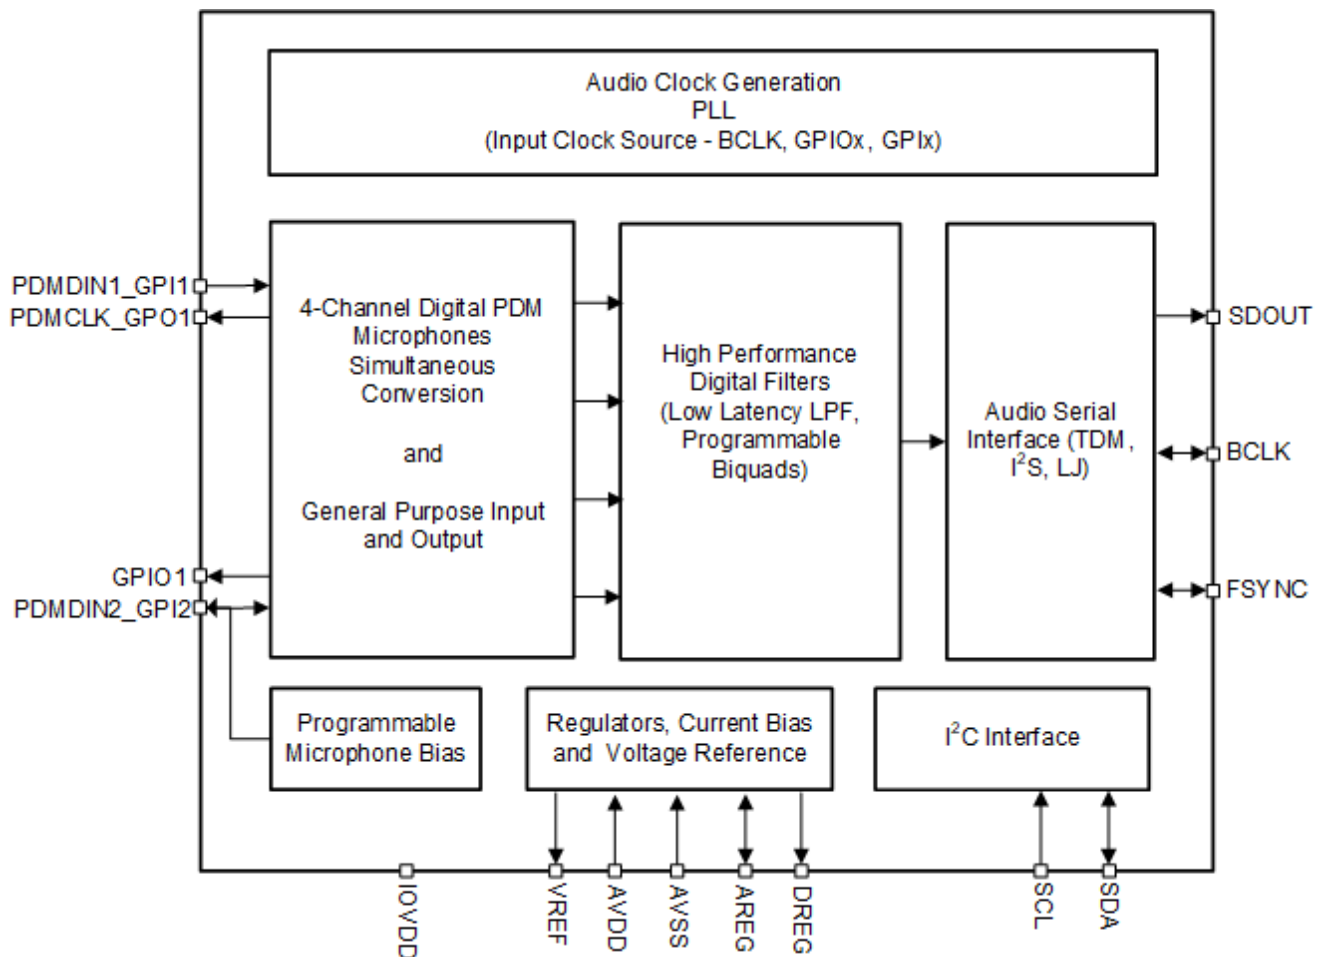 Audio Clock Generation
PLL
(Input Clock Source - BCLK, GPIOx, GPIx)
PDMDIN1_GPI1
PDMCLK_GPO1
GPIO1
PDMDIN2_GPI2
4-Channel Digital PDM
Microphones
Simultaneous
Conversion
and
General Purpose Input
and Output
High Performance
Digital Filters
(Low Latency LPF,
Programmable
Biquads)
Audio Serial
Interface (TDM,
I²S, LJ)
SDOUT
BCLK
FSYNC
Programmable
Microphone Bias
Regulators, Current Bias
and Voltage Reference
I²C Interface
IOVDD
VREF
AVDD
AVSS
AREG
DREG
SCL
SDA